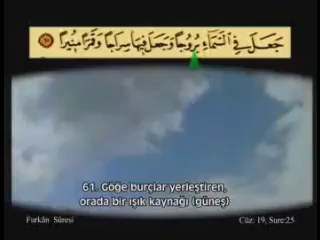 جَعَلَ فِي السَّمَاءِ بُرُوجًا وَجَعَلَ فِيهَا سِرَاجًا وَقَمَرًا مُنِيرًا ﴿٦١﴾
61. Göğe burçlar yerleştiren,
orada bir ışık kaynağı (güneş)
Furkân Sûresi Cüz: 19, Sure:25